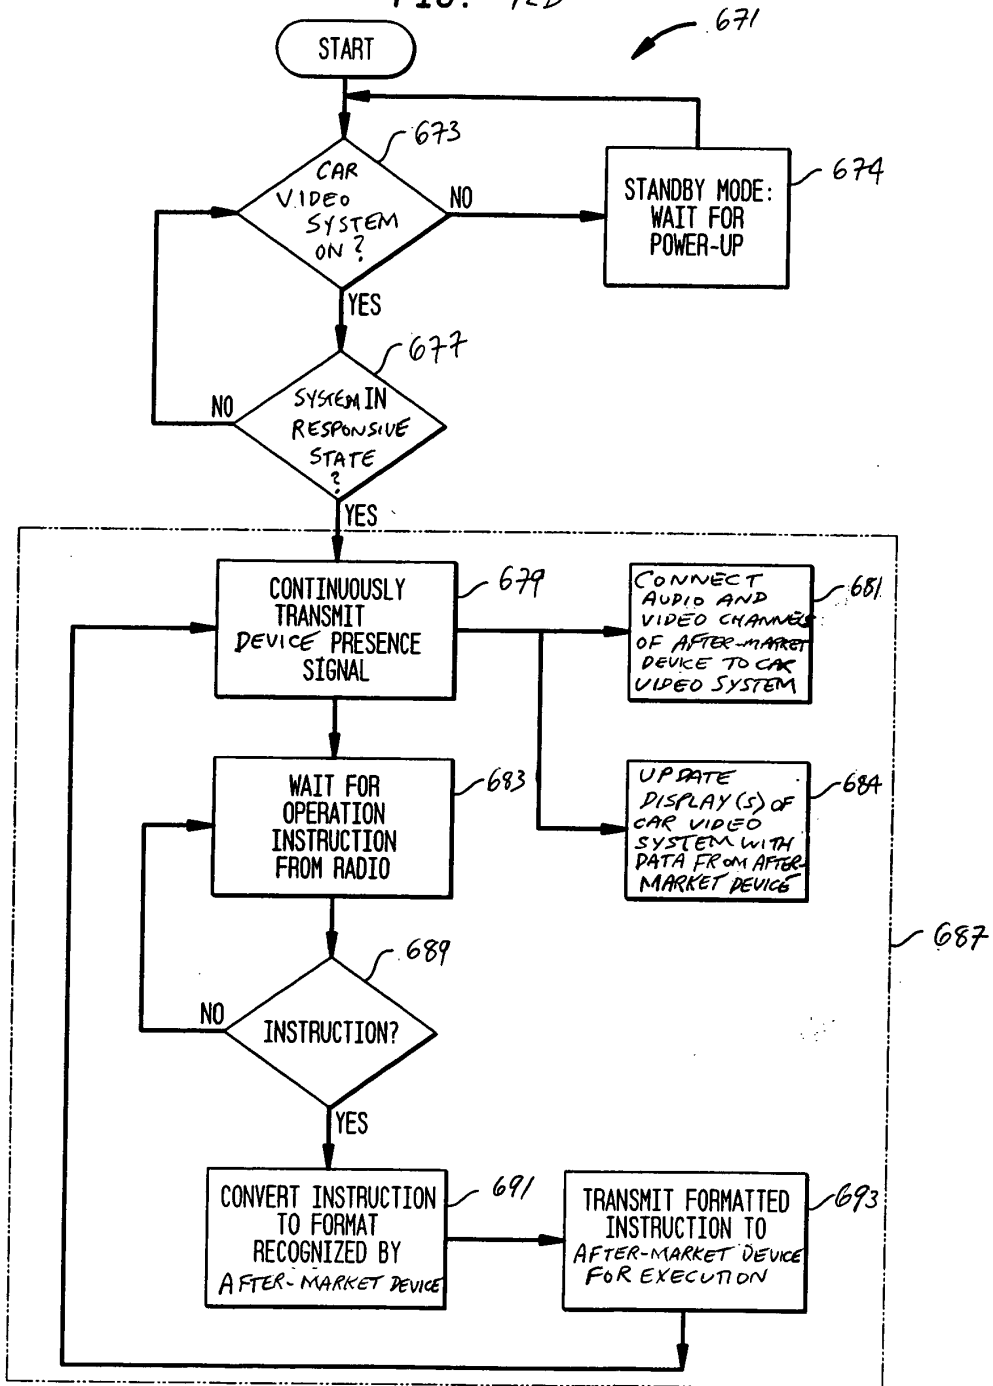 FIG. 12B
671
START
673
CAR
VIDEO
SYSTEM
ON?
NO
674
STANDBY MODE:
WAIT FOR
POWER-UP
YES
677
SYSTEM IN
RESPONSIVE
STATE
?
NO
YES
679
CONTINUOUSLY
TRANSMIT
DEVICE PRESENCE
SIGNAL
681
CONNECT
AUDIO AND
VIDEO CHANNELS
OF AFTER-MARKET
DEVICE TO CAR
VIDEO SYSTEM
683
WAIT FOR
OPERATION
INSTRUCTION
FROM RADIO
684
UPDATE
DISPLAY(S) OF
CAR VIDEO
SYSTEM WITH
DATA FROM AFTER-
MARKET DEVICE
687
689
INSTRUCTION?
NO
YES
691
CONVERT INSTRUCTION
TO FORMAT
RECOGNIZED BY
AFTER-MARKET DEVICE
693
TRANSMIT FORMATTED
INSTRUCTION TO
AFTER-MARKET DEVICE
FOR EXECUTION